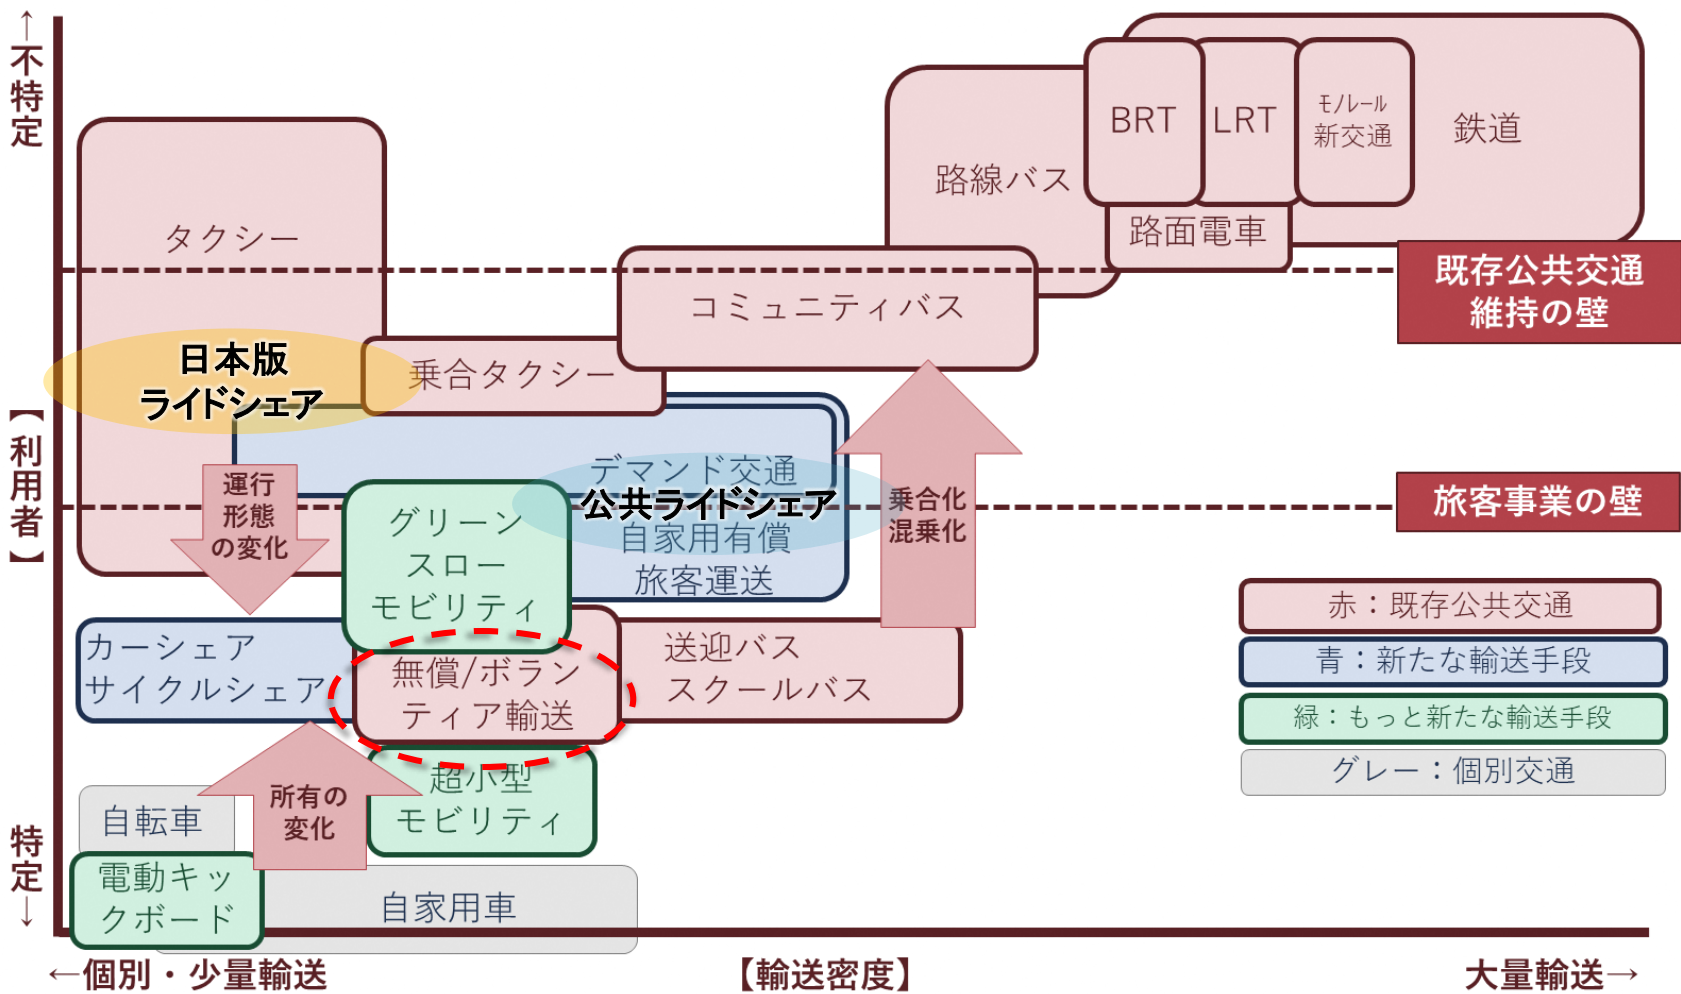 ←不特定
【利用者】
特定→
タクシー
路線バス
BRT
LRT
ﾓﾉﾚｰﾙ
新交通
鉄道
路面電車
既存公共交通
維持の壁
コミュニティバス
日本版
ライドシェア
乗合タクシー
運行
形態
の変化
デマンド交通
公共ライドシェア
自家用有償
旅客運送
乗合化
混乗化
旅客事業の壁
グリーン
スロー
モビリティ
カーシェア
サイクルシェア
無償/ボラン
ティア輸送
送迎バス
スクールバス
赤：既存公共交通
青：新たな輸送手段
緑：もっと新たな輸送手段
グレー：個別交通
超小型
モビリティ
所有の
変化
自転車
電動キッ
クボード
自家用車
←個別・少量輸送
【輸送密度】
大量輸送→